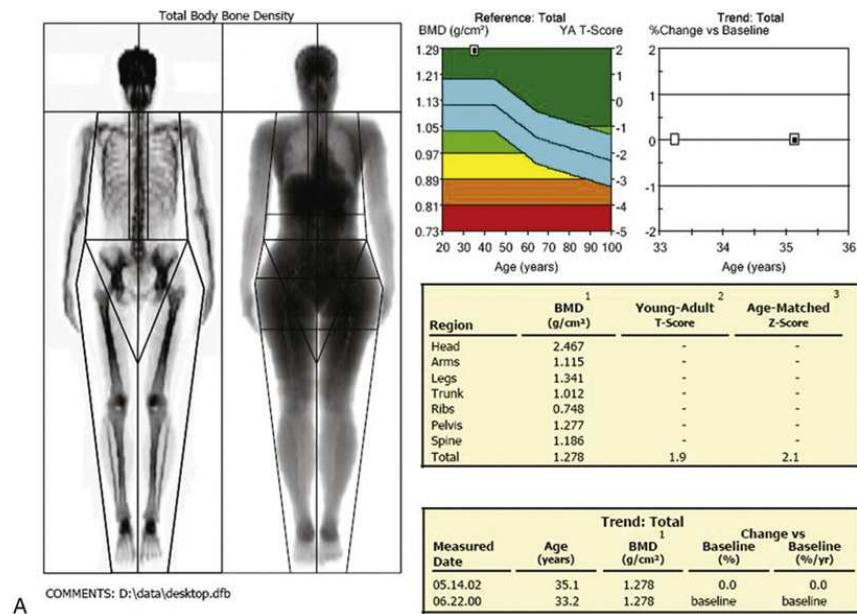 Total Body Bone Density
Reference: Total
BMD (g/cm²) YA T-Score
1.29 2
1.21 1
1.13 0
1.05 -1
0.97 -2
0.89 -3
0.81 -4
0.73 -5
20 30 40 50 60 70 80 90 100
Age (years)
Trend: Total
%Change vs Baseline
2
1
0
-1
-2
33 34 35 36
Age (years)
Region BMD (g/cm²) 1 Young-Adult 2 T-Score Age-Matched 3 Z-Score
Head 2.467 - -
Arms 1.115 - -
Legs 1.341 - -
Trunk 1.012 - -
Ribs 0.748 - -
Pelvis 1.277 - -
Spine 1.186 - -
Total 1.278 1.9 2.1
Trend: Total
Change vs
Measured Date Age (years) BMD 1 (g/cm²) Baseline (%) Baseline (%/yr)
05.14.02 35.1 1.278 0.0 0.0
06.22.00 33.2 1.278 baseline baseline
COMMENTS: D:\data\desktop.dfb
A